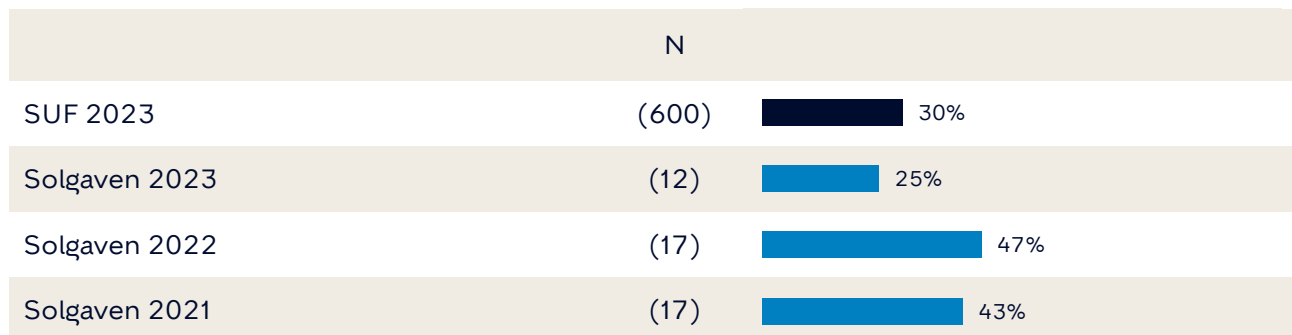 N
SUF 2023 (600) 30%
Solgaven 2023 (12) 25%
Solgaven 2022 (17) 47%
Solgaven 2021 (17) 43%